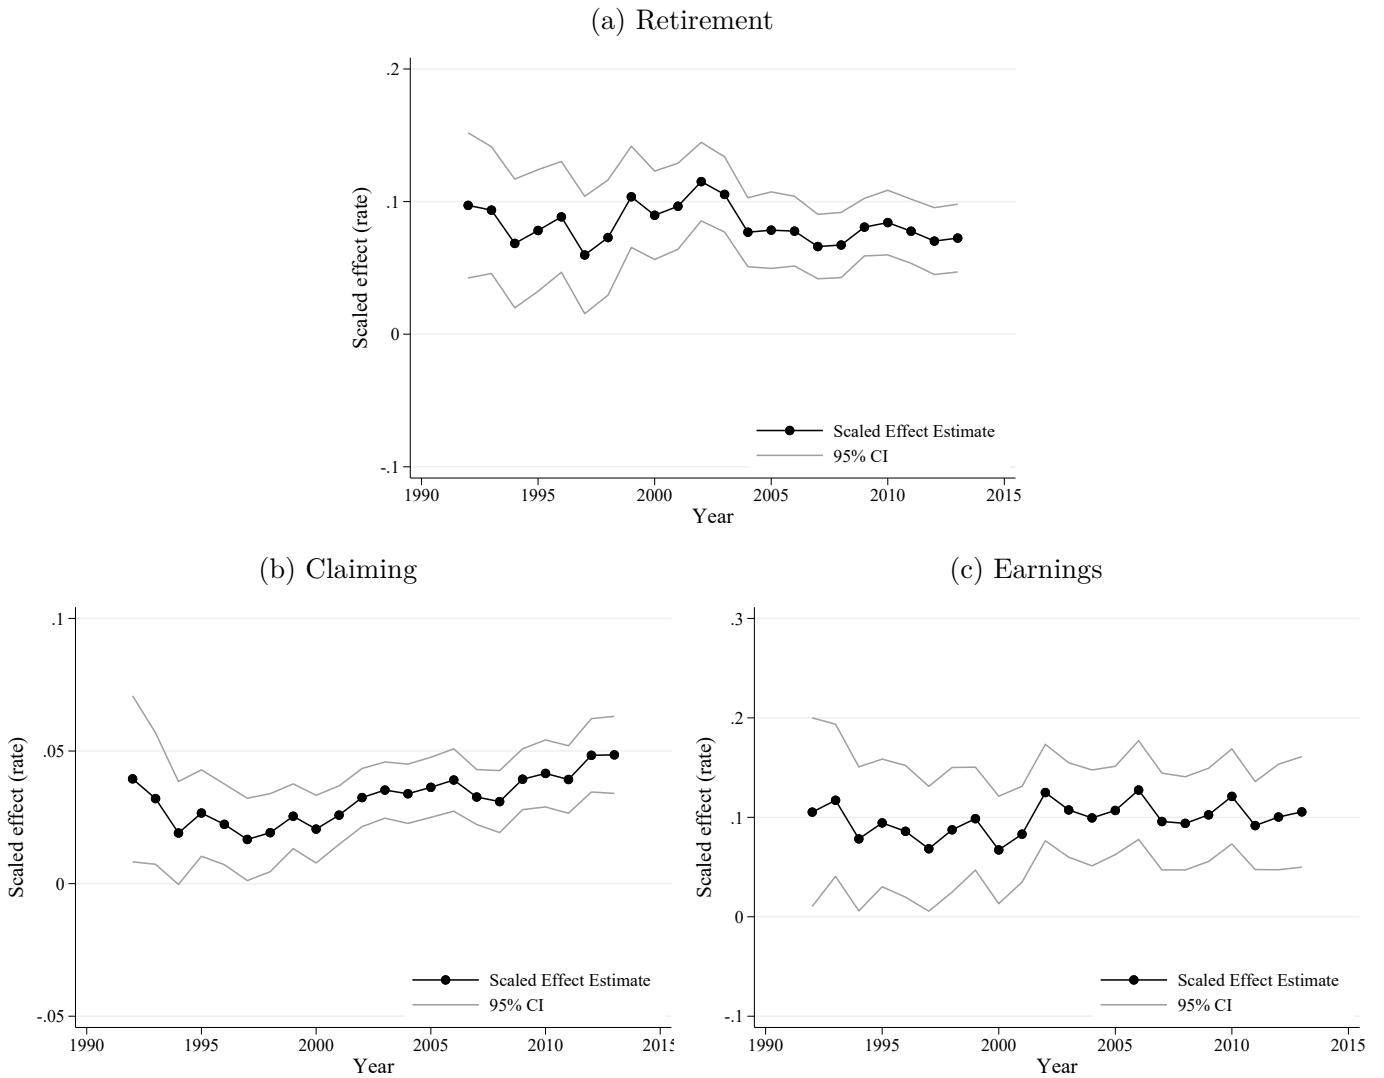 (a) Retirement
.2
.1
0
-.1
Scaled effect (rate)
Scaled Effect Estimate
95% CI
1990 1995 2000 2005 2010 2015
Year
(b) Claiming
.1
.05
0
-.05
Scaled effect (rate)
Scaled Effect Estimate
95% CI
1990 1995 2000 2005 2010 2015
Year
(c) Earnings
.3
.2
.1
0
-.1
Scaled effect (rate)
Scaled Effect Estimate
95% CI
1990 1995 2000 2005 2010 2015
Year